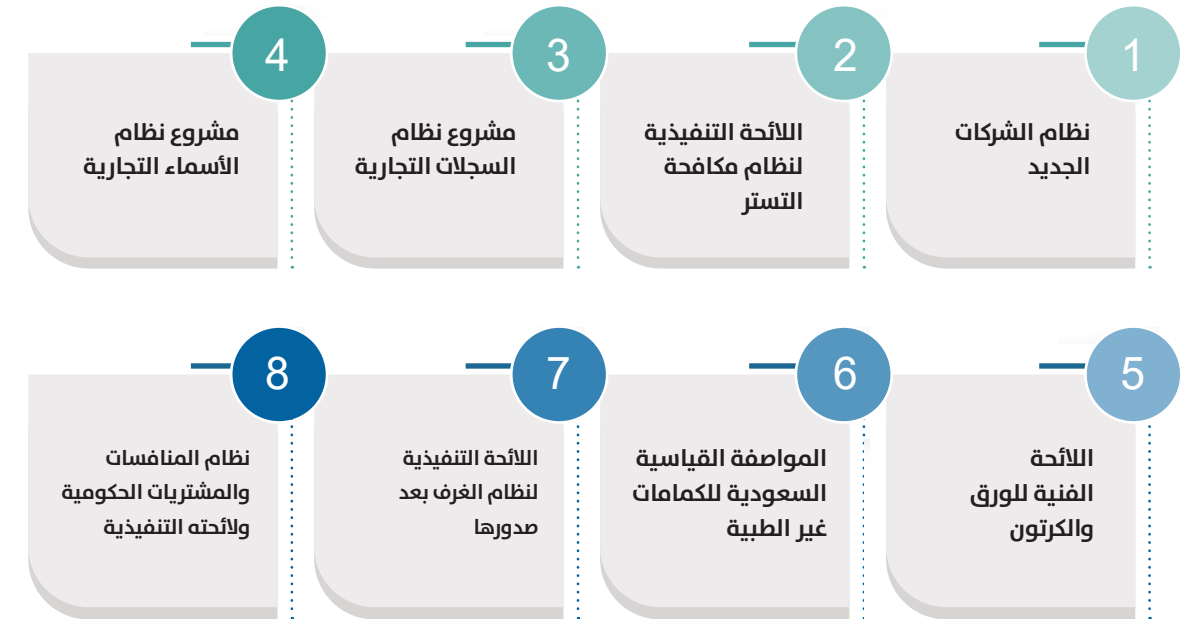 1
نظام الشركات
الجديد
2
اللائحة التنفيذية
لنظام مكافحة
التستر
3
مشروع نظام
السجلات التجارية
4
مشروع نظام
الأسماء التجارية
5
اللائحة
الفنية للورق
والكرتون
6
المواصفة القياسية
السعودية للكمامات
غير الطبية
7
اللائحة التنفيذية
لنظام الغرف بعد
صدورها
8
نظام المنافسات
والمشتريات الحكومية
ولائحته التنفيذية